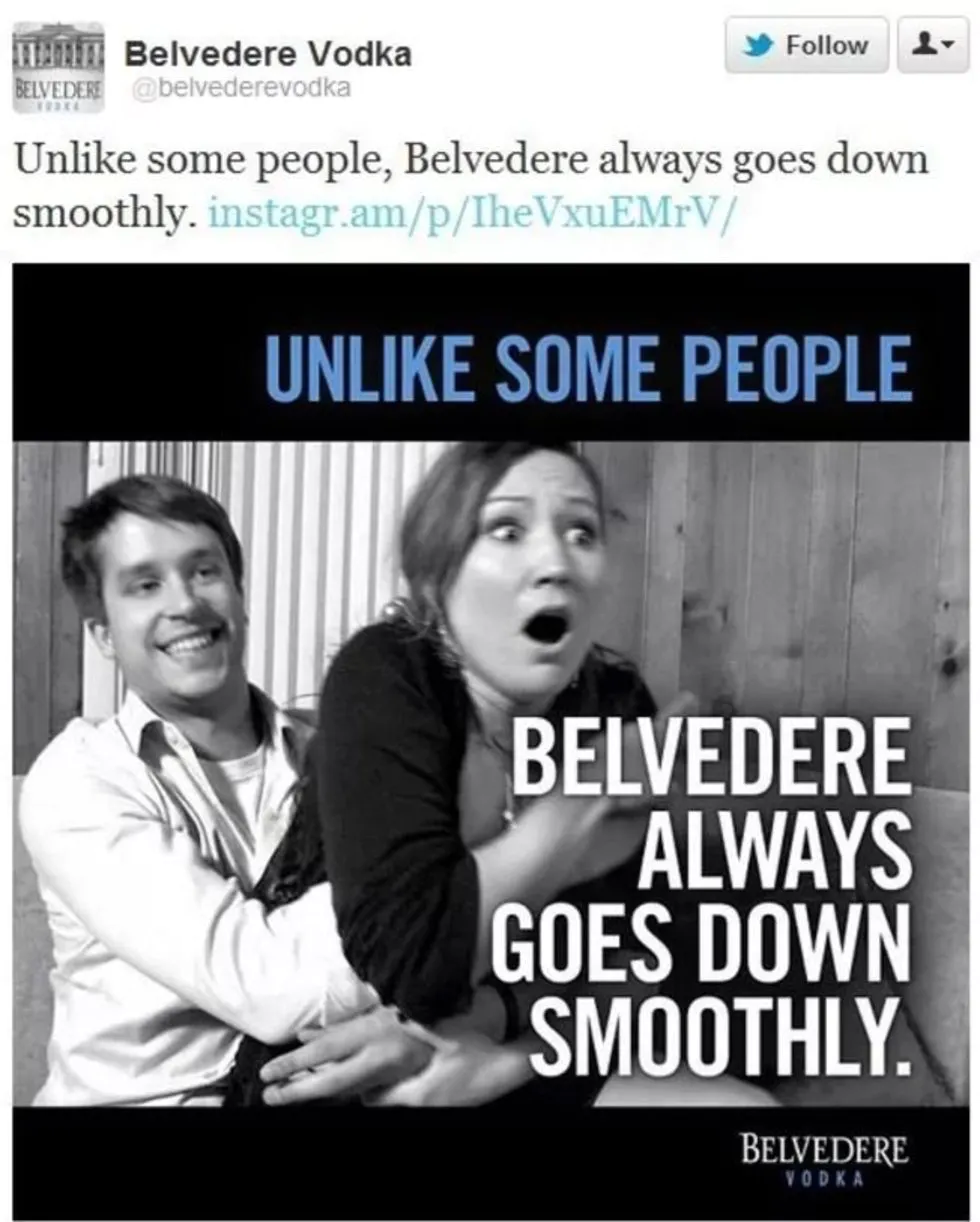 BELVEDERE
VODKA
Belvedere Vodka
@belvederevodka
Follow
Unlike some people, Belvedere always goes down
smoothly. instagr.am/p/IheVxuEMrV/
UNLIKE SOME PEOPLE
BELVEDERE
ALWAYS
GOES DOWN
SMOOTHLY.
BELVEDERE
VODKA